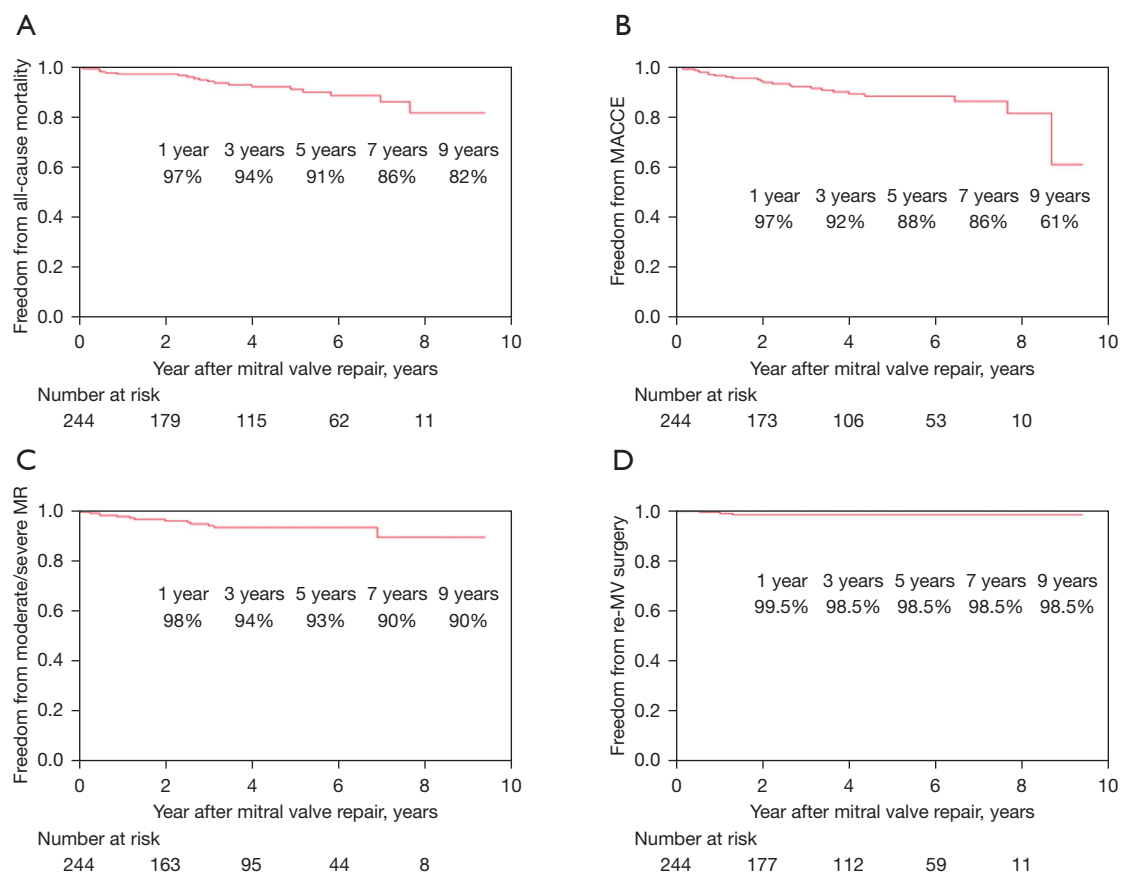 A
Freedom from all-cause mortality
1.0
0.8
0.6
0.4
0.2
0.0
1 year 3 years 5 years 7 years 9 years
97% 94% 91% 86% 82%
0 2 4 6 8 10
Year after mitral valve repair, years
Number at risk
244 179 115 62 11
B
Freedom from MACCE
1.0
0.8
0.6
0.4
0.2
0.0
1 year 3 years 5 years 7 years 9 years
97% 92% 88% 86% 61%
0 2 4 6 8 10
Year after mitral valve repair, years
Number at risk
244 173 106 53 10
C
Freedom from moderate/severe MR
1.0
0.8
0.6
0.4
0.2
0.0
1 year 3 years 5 years 7 years 9 years
98% 94% 93% 90% 90%
0 2 4 6 8 10
Year after mitral valve repair, years
Number at risk
244 163 95 44 8
D
Freedom from re-MV surgery
1.0
0.8
0.6
0.4
0.2
0.0
1 year 3 years 5 years 7 years 9 years
99.5% 98.5% 98.5% 98.5% 98.5%
0 2 4 6 8 10
Year after mitral valve repair, years
Number at risk
244 177 112 59 11